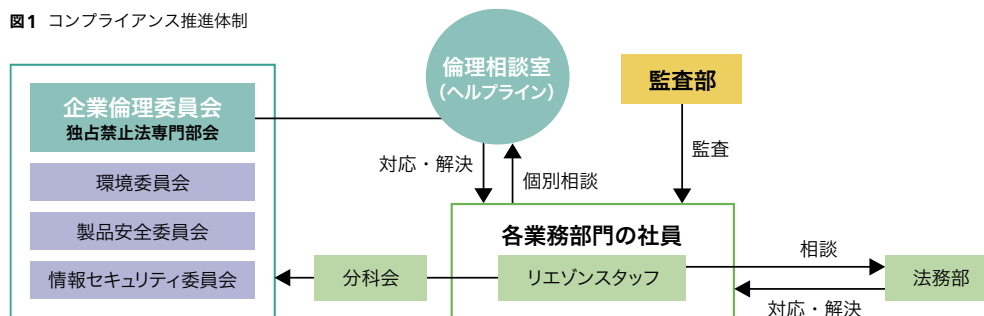 図1 コンプライアンス推進体制
企業倫理委員会
独占禁止法専門部会
環境委員会
製品安全委員会
情報セキュリティ委員会
倫理相談室
（ヘルプライン）
監査部
対応・解決
個別相談
監査
各業務部門の社員
分科会
リエゾンスタッフ
相談
法務部
対応・解決